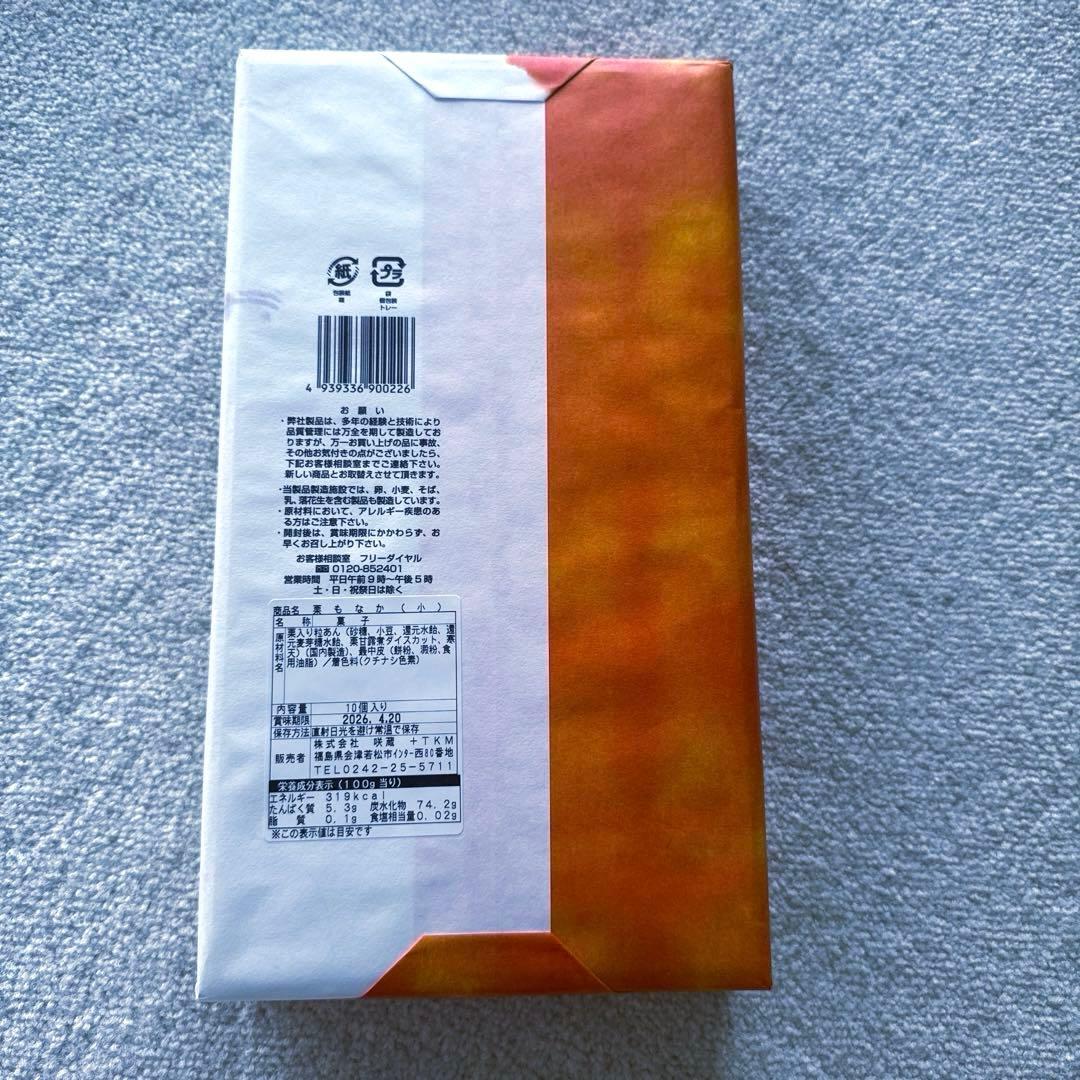 紙 プラ
包装紙 袋
箱 個包装
トレー
4 939336 900226
お願い
・弊社製品は、多年の経験と技術により
品質管理には万全を期して製造してお
りますが、万一お買い上げの品に事故、
その他お気付きの点がございましたら、
下記お客様相談室までご連絡下さい。
新しい商品とお取替えさせて頂きます。
・当製品製造施設では、卵、小麦、そば、
乳、落花生を含む製品も製造しています。
・原材料において、アレルギー疾患のあ
る方はご注意下さい。
・開封後は、賞味期限にかかわらず、お
早くお召し上がり下さい。
お客様相談室 フリーダイヤル
0120-852401
営業時間 平日午前9時〜午後5時
土・日・祝祭日は除く
商品名 栗もなか(小)
名称 菓子
原材料名 栗入り粒あん(砂糖、小豆、還元水飴、還
元麦芽糖水飴、栗甘露煮ダイスカット、寒
天)(国内製造)、最中皮(餅粉、澱粉、食
用油脂)/着色料(クチナシ色素)
内容量 10個入り
賞味期限 2026. 4.20
保存方法 直射日光を避け常温で保存
販売者 株式会社 咲蔵 +TKM
福島県会津若松市インター西80番地
TEL0242-25-5711
栄養成分表示(100g当り)
エネルギー 319kcal
たんぱく質 5.3g 炭水化物 74.2g
脂質 0.1g 食塩相当量0.02g
※この表示値は目安です